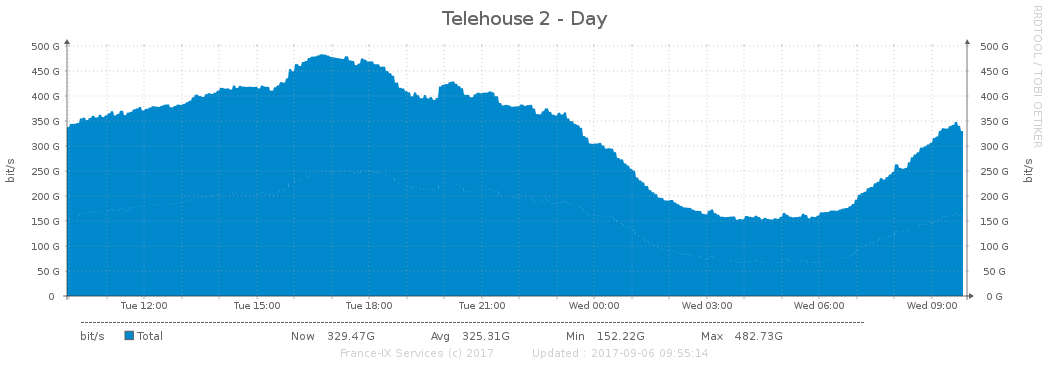 Telehouse 2 - Day
RRDTOOL / TOBI OETIKER
bit/s
500 G 500 G
450 G 450 G
400 G 400 G
350 G 350 G
300 G 300 G
250 G 250 G
200 G 200 G
150 G 150 G
100 G 100 G
50 G 50 G
0 0 G
bit/s
Tue 12:00 Tue 15:00 Tue 18:00 Tue 21:00 Wed 00:00 Wed 03:00 Wed 06:00 Wed 09:00
bit/s Total Now 329.47G Avg 325.31G Min 152.22G Max 482.73G
France-IX Services (c) 2017 Updated : 2017-09-06 09:55:14